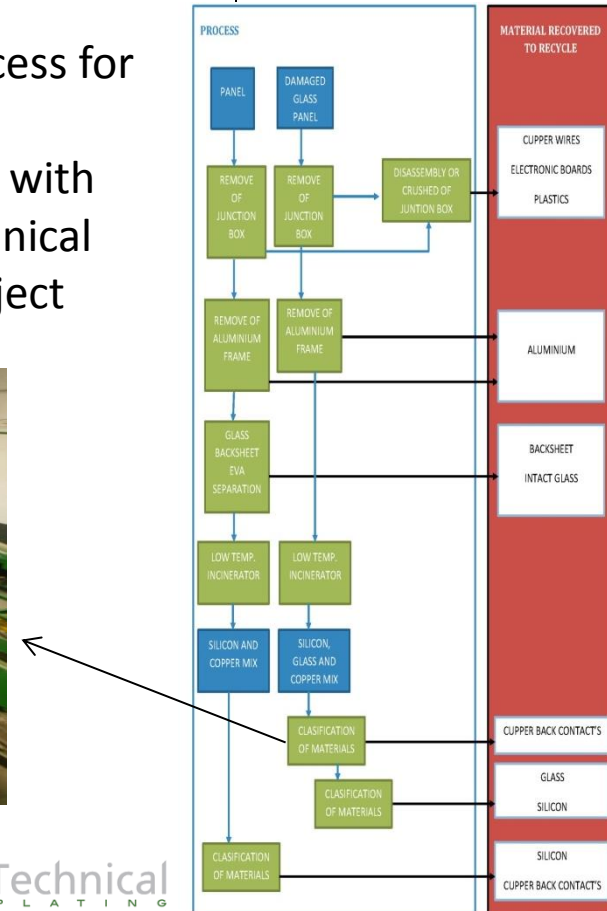 cess for
with
nical
ject
PROCESS
MATERIAL RECOVERED
TO RECYCLE
PANEL
DAMAGED
GLASS
PANEL
REMOVE
OF
JUNCTION
BOX
REMOVE
OF
JUNCTION
BOX
DISASSEMBLY OR
CRUSHED OF
JUNTION BOX
CUPPER WIRES
ELECTRONIC BOARDS
PLASTICS
REMOVE OF
ALUMINIUM
FRAME
REMOVE OF
ALUMINIUM
FRAME
ALUMINIUM
GLASS
BACKSHEET
EVA
SEPARATION
BACKSHEET
INTACT GLASS
LOW TEMP.
INCINERATOR
LOW TEMP.
INCINERATOR
SILICON AND
COPPER MIX
SILICON,
GLASS AND
COPPER MIX
CLASIFICATION
OF MATERIALS
CUPPER BACK CONTACT'S
CLASIFICATION
OF MATERIALS
GLASS
SILICON
CLASIFICATION
OF MATERIALS
SILICON
CUPPER BACK CONTACT'S
Technical
PLATING